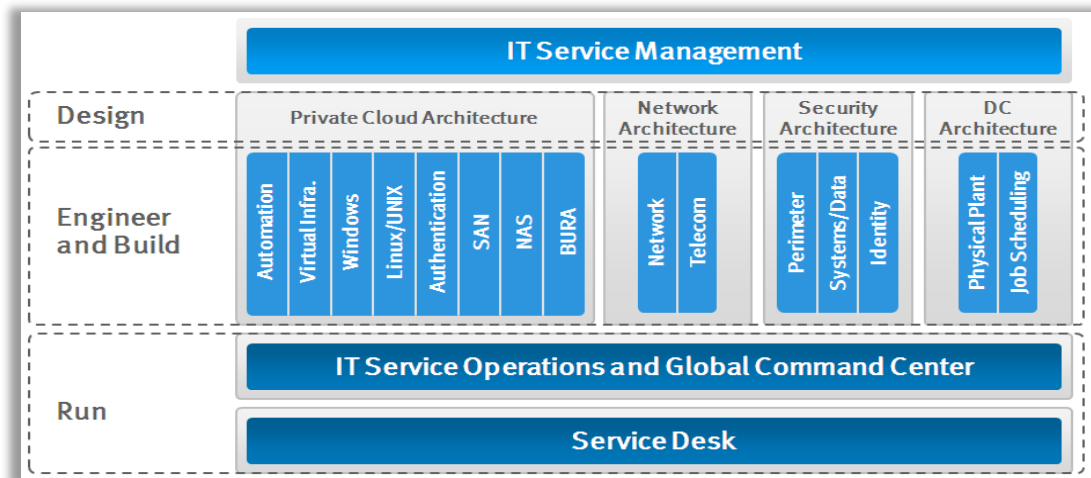 IT Service Management
Design
Private Cloud Architecture
Network
Architecture
Security
Architecture
DC
Architecture
Engineer
and Build
Automation
Virtual Infra.
Windows
Linux/UNIX
Authentication
SAN
NAS
BURA
Network
Telecom
Perimeter
Systems/Data
Identity
Physical Plant
Job Scheduling
Run
IT Service Operations and Global Command Center
Service Desk